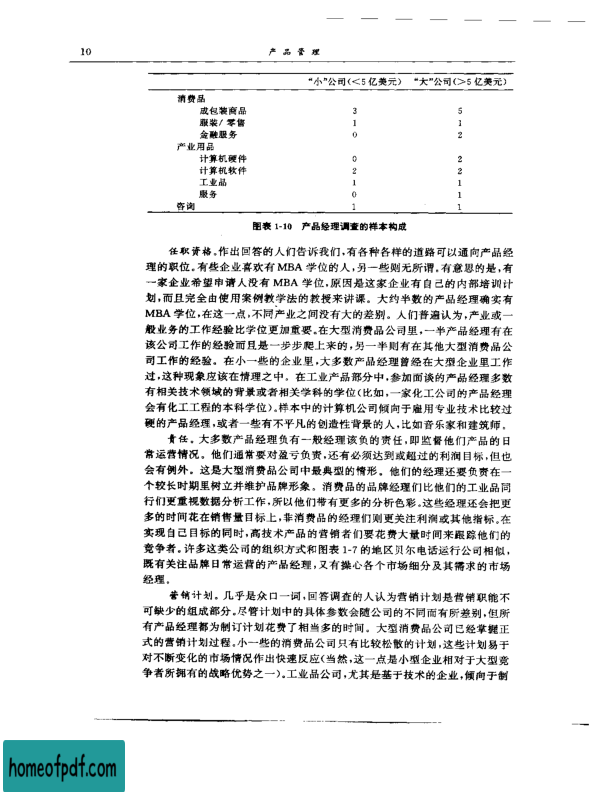 10
产 品 管 理
“小”公司(<5 亿美元) “大”公司(>5 亿美元)
消费品
成包装商品 3 5
服装/零售 1 1
金融服务 0 2
产业用品
计算机硬件 0 2
计算机软件 2 2
工业品 1 1
服务 0 1
咨询 1 1
图表 1-10 产品经理调查的样本构成
任职资格。作出回答的人们告诉我们,有各种各样的道路可以通向产品经
理的职位。有些企业喜欢有 MBA 学位的人,另一些则无所谓。有意思的是,有
一家企业希望申请人没有 MBA 学位,原因是这家企业有自己的内部培训计
划,而且完全由使用案例教学法的教授来讲课。大约半数的产品经理确实有
MBA 学位,在这一点,不同产业之间没有大的差别。人们普遍认为,产业或一
般业务的工作经验比学位更加重要。在大型消费品公司里,一半产品经理有在
该公司工作的经验而且是一步步爬上来的,另一半则有在其他大型消费品公
司工作的经验。在小一些的企业里,大多数产品经理曾经在大型企业里工作
过,这种现象应该在情理之中。在工业产品部分中,参加面谈的产品经理多数
有相关技术领域的背景或者相关学科的学位(比如,一家化工公司的产品经理
会有化工工程的本科学位)。样本中的计算机公司倾向于雇用专业技术比较过
硬的产品经理,或者一些有不平凡的创造性背景的人,比如音乐家和建筑师。
责任。大多数产品经理负有一般经理该负的责任,即监督他们产品的日
常运营情况。他们通常要对盈亏负责,还有必须达到或超过的利润目标,但也
会有例外。这是大型消费品公司中最典型的情形。他们的经理还要负责在一
个较长时期里树立并维护品牌形象。消费品的品牌经理们比他们的工业品同
行们更重视数据分析工作,所以他们带有更多的分析色彩。这些经理还会把更
多的时间花在销售量目标上,非消费品的经理们则更关注利润或其他指标。在
实现自己目标的同时,高技术产品的营销者们要花费大量时间来跟踪他们的
竞争者。许多这类公司的组织方式和图表 1-7 的地区贝尔电话运行公司相似,
既有关注品牌日常运营的产品经理,又有操心各个市场细分及其需求的市场
经理。
营销计划。几乎是众口一词,回答调查的人认为营销计划是营销职能不
可缺少的组成部分。尽管计划中的具体参数会随公司的不同而有所差别,但所
有产品经理都为制订计划花费了相当多的时间。大型消费品公司已经掌握正
式的营销计划过程。小一些的消费品公司只有比较松散的计划,这些计划易于
对不断变化的市场情况作出快速反应(当然,这一点是小型企业相对于大型竞
争者所拥有的战略优势之一)。工业品公司,尤其是基于技术的企业,倾向于制
homeofpdf.com